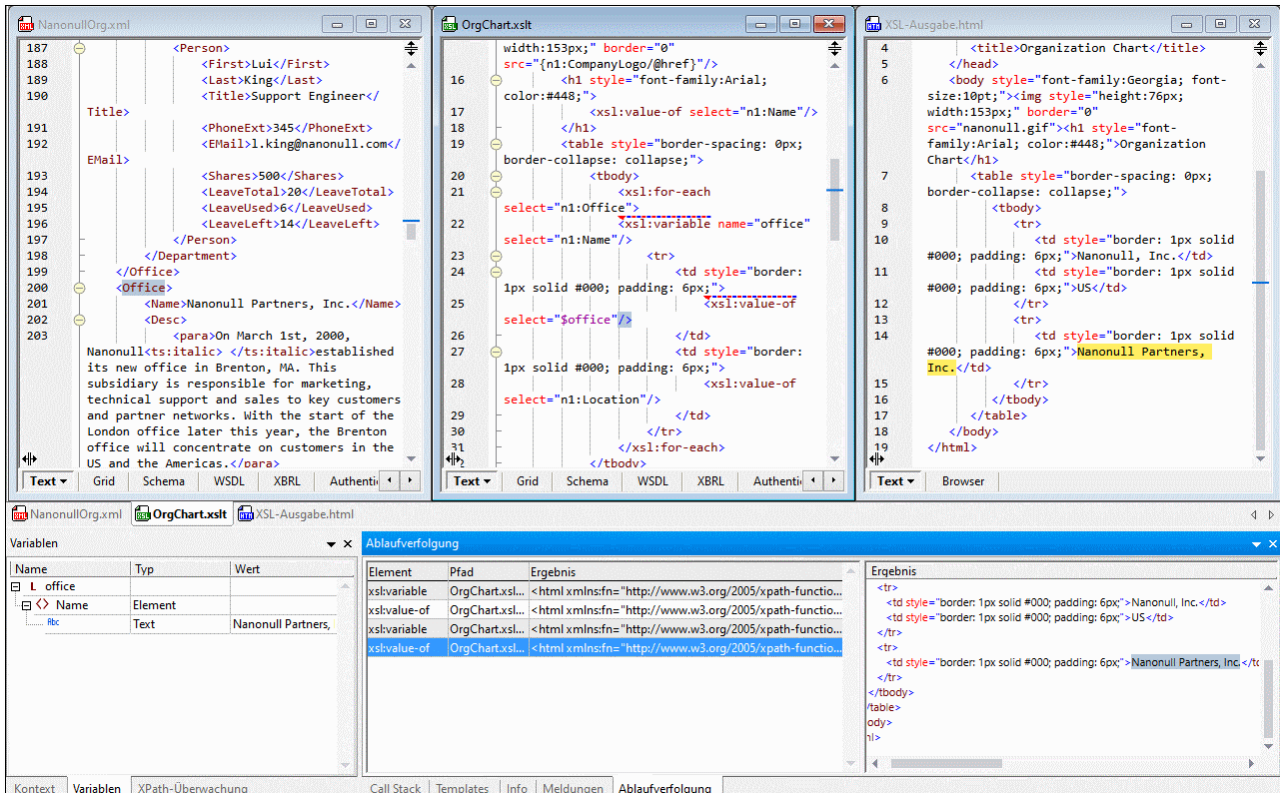 NanonullOrg.xml
187 <Person>
188 <First>Lui</First>
189 <Last>King</Last>
190 <Title>Support Engineer</
Title>
191 <PhoneExt>345</PhoneExt>
192 <EMail>l.king@nanonull.com</
EMail>
193 <Shares>500</Shares>
194 <LeaveTotal>20</LeaveTotal>
195 <LeaveUsed>6</LeaveUsed>
196 <LeaveLeft>14</LeaveLeft>
197 </Person>
198 </Department>
199 </Office>
200 <Office>
201 <Name>Nanonull Partners, Inc.</Name>
202 <Desc>
203 <para>On March 1st, 2000,
Nanonull<ts:italic> </ts:italic>established
its new office in Brenton, MA. This
subsidiary is responsible for marketing,
technical support and sales to key customers
and partner networks. With the start of the
London office later this year, the Brenton
office will concentrate on customers in the
US and the Americas.</para>
Text Grid Schema WSDL XBRL Authenti
OrgChart.xslt
width:153px;" border="0"
src="{n1:CompanyLogo/@href}"/>
16 <h1 style="font-family:Arial;
color:#448;">
17 <xsl:value-of select="n1:Name"/>
18 </h1>
19 <table style="border-spacing: 0px;
border-collapse: collapse;">
20 <tbody>
21 <xsl:for-each
select="n1:Office">
22 <xsl:variable name="office"
select="n1:Name"/>
23 <tr>
24 <td style="border:
1px solid #000; padding: 6px;">
25 <xsl:value-of
select="$office"/>
26 </td>
27 <td style="border:
1px solid #000; padding: 6px;">
28 <xsl:value-of
select="n1:Location"/>
29 </td>
30 </tr>
31 </xsl:for-each>
</tbody>
Text Grid Schema WSDL XBRL Authenti
XSL-Ausgabe.html
4 <title>Organization Chart</title>
5 </head>
6 <body style="font-family:Georgia; font-
size:10pt;"><img style="height:76px;
width:153px;" border="0"
src="nanonull.gif"><h1 style="font-
family:Arial; color:#448;">Organization
Chart</h1>
7 <table style="border-spacing: 0px;
border-collapse: collapse;">
8 <tbody>
9 <tr>
10 <td style="border: 1px solid
#000; padding: 6px;">Nanonull, Inc.</td>
11 <td style="border: 1px solid
#000; padding: 6px;">US</td>
12 </tr>
13 <tr>
14 <td style="border: 1px solid
#000; padding: 6px;">Nanonull Partners,
Inc.</td>
15 </tr>
16 </tbody>
17 </table>
18 </body>
19 </html>
Text Browser
NanonullOrg.xml OrgChart.xslt XSL-Ausgabe.html
Variablen
Name Typ Wert
L office
<> Name Element
Abc Text Nanonull Partners,
Kontext Variablen XPath-Überwachung
Ablaufverfolgung
Element Pfad Ergebnis
xsl:variable OrgChart.xsl... <html xmlns:fn="http://www.w3.org/2005/xpath-functio...
xsl:value-of OrgChart.xsl... <html xmlns:fn="http://www.w3.org/2005/xpath-functio...
xsl:variable OrgChart.xsl... <html xmlns:fn="http://www.w3.org/2005/xpath-functio...
xsl:value-of OrgChart.xsl... <html xmlns:fn="http://www.w3.org/2005/xpath-functio...
Ergebnis
<tr>
<td style="border: 1px solid #000; padding: 6px;">Nanonull, Inc.</td>
<td style="border: 1px solid #000; padding: 6px;">US</td>
</tr>
<tr>
<td style="border: 1px solid #000; padding: 6px;">Nanonull Partners, Inc.</td
</tr>
</tbody>
/table>
ody>
Call Stack Templates Info Meldungen Ablaufverfolgung